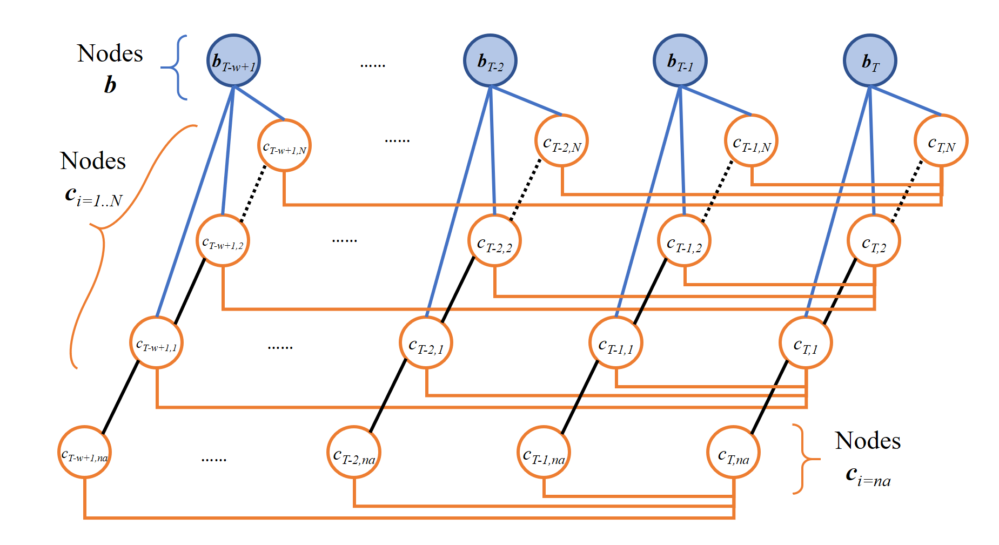 Nodes
b
b_{T-w+1}
......
b_{T-2}
b_{T-1}
b_{T}
Nodes
c_{i=1..N}
c_{T-w+1,N}
......
c_{T-2,N}
c_{T-1,N}
c_{T,N}
c_{T-w+1,2}
......
c_{T-2,2}
c_{T-1,2}
c_{T,2}
c_{T-w+1,1}
......
c_{T-2,1}
c_{T-1,1}
c_{T,1}
c_{T-w+1,na}
......
c_{T-2,na}
c_{T-1,na}
c_{T,na}
Nodes
c_{i=na}